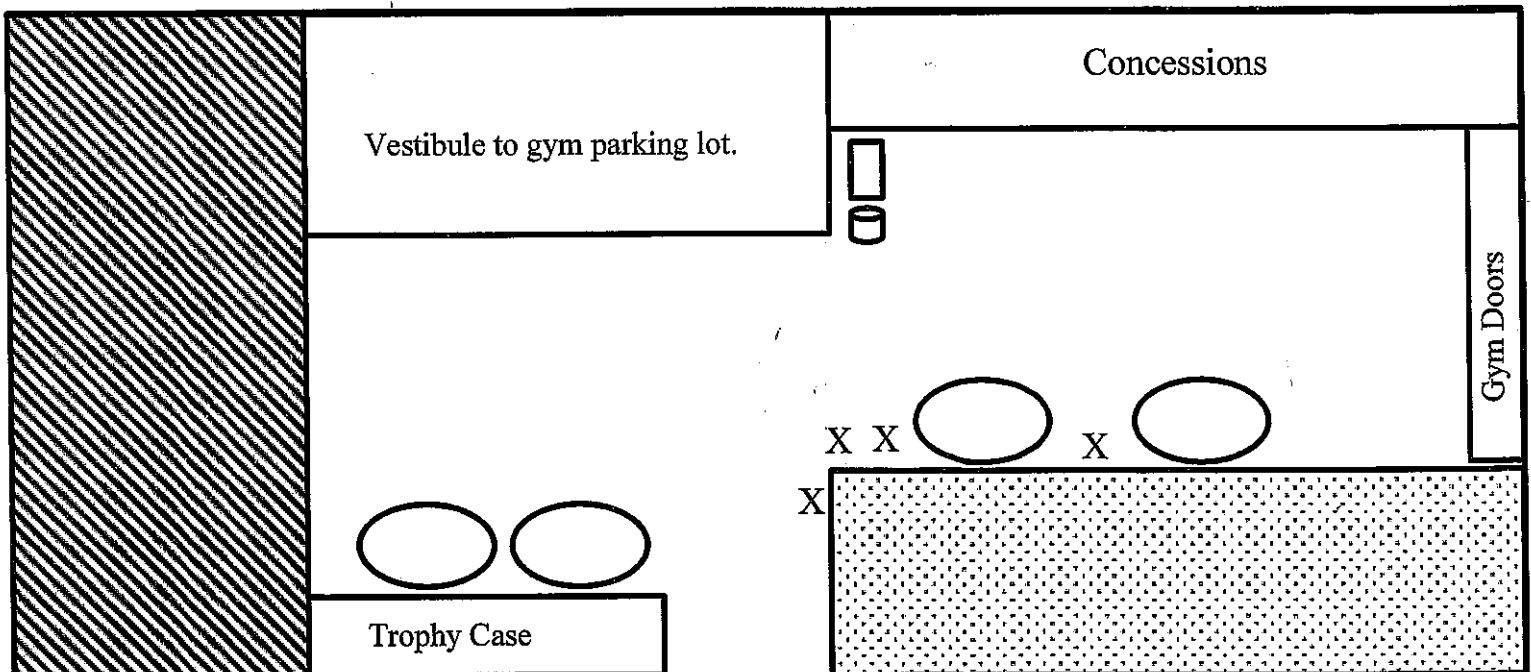 Concessions
Vestibule to gym parking lot.
Gym Doors
X X
X
X
Trophy Case